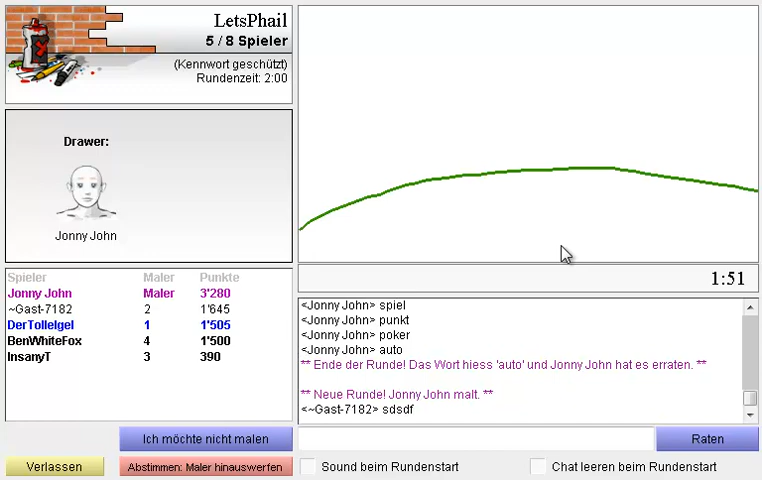 LetsPhail
5 / 8 Spieler
(Kennwort geschützt)
Rundenzeit: 2:00
Drawer:
Jonny John
Spieler Maler Punkte
Jonny John Maler 3'280
~Gast-7182 2 1'645
DerTolleIgel 1 1'505
BenWhiteFox 4 1'500
InsanyT 3 390
Ich möchte nicht malen
Verlassen
Abstimmen: Maler hinauswerfen
1:51
<Jonny John> spiel
<Jonny John> punkt
<Jonny John> poker
<Jonny John> auto
** Ende der Runde! Das Wort hiess 'auto' und Jonny John hat es erraten. **
** Neue Runde! Jonny John malt. **
<~Gast-7182> sdsdf
Raten
Sound beim Rundenstart
Chat leeren beim Rundenstart